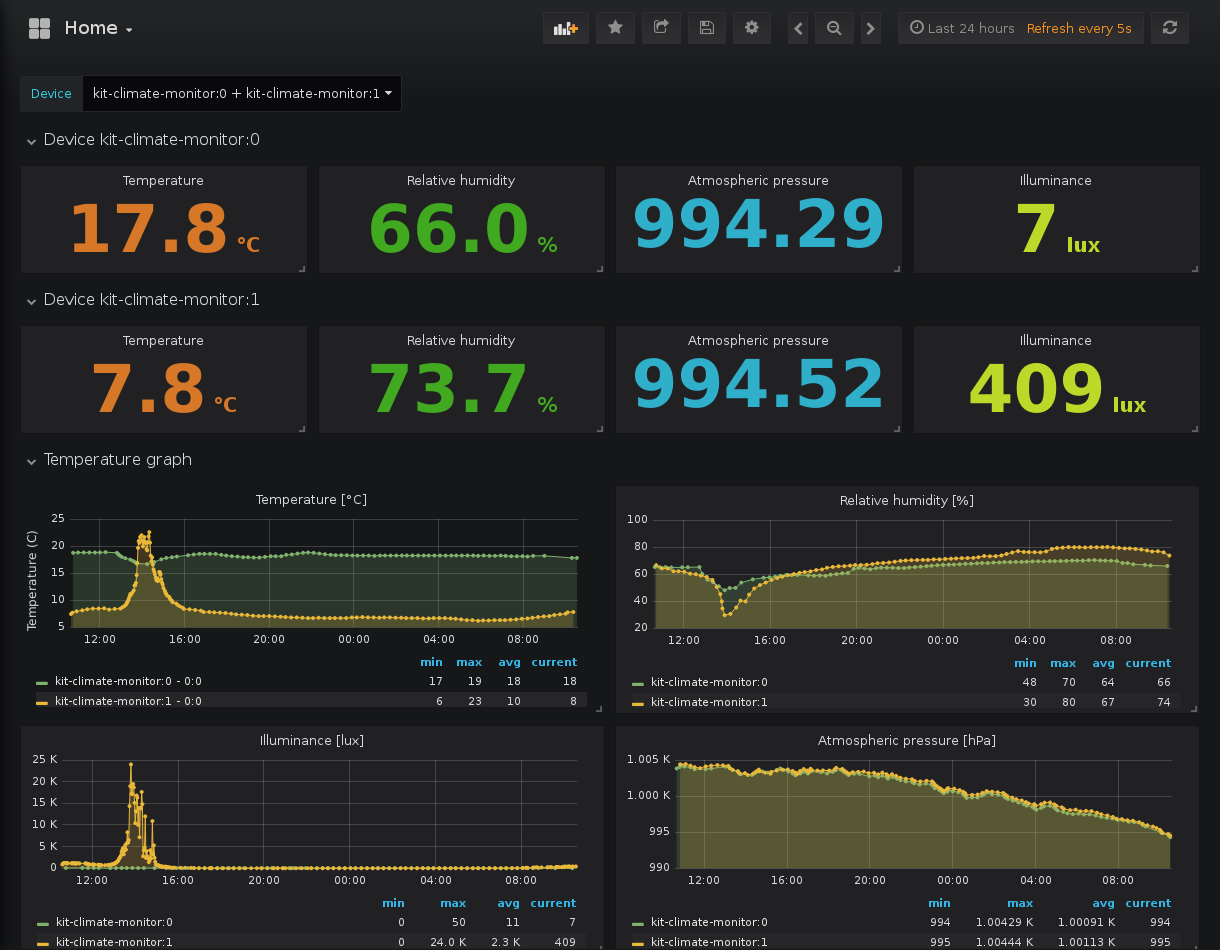 Home
Last 24 hours Refresh every 5s
Device kit-climate-monitor:0 + kit-climate-monitor:1
Device kit-climate-monitor:0
Temperature Relative humidity Atmospheric pressure Illuminance
17.8 °C 66.0 % 994.29 7 lux
Device kit-climate-monitor:1
Temperature Relative humidity Atmospheric pressure Illuminance
7.8 °C 73.7 % 994.52 409 lux
Temperature graph
Temperature [°C]
Temperature (C)
25
20
15
10
5
12:00 16:00 20:00 00:00 04:00 08:00
min max avg current
kit-climate-monitor:0 - 0:0 17 19 18 18
kit-climate-monitor:1 - 0:0 6 23 10 8
Relative humidity [%]
100
80
60
40
20
12:00 16:00 20:00 00:00 04:00 08:00
min max avg current
kit-climate-monitor:0 48 70 64 66
kit-climate-monitor:1 30 80 67 74
Illuminance [lux]
25 K
20 K
15 K
10 K
5 K
0
12:00 16:00 20:00 00:00 04:00 08:00
min max avg current
kit-climate-monitor:0 0 50 11 7
kit-climate-monitor:1 0 24.0 K 2.3 K 409
Atmospheric pressure [hPa]
1.005 K
1.000 K
995
990
12:00 16:00 20:00 00:00 04:00 08:00
min max avg current
kit-climate-monitor:0 994 1.00429 K 1.00091 K 994
kit-climate-monitor:1 995 1.00444 K 1.00113 K 995